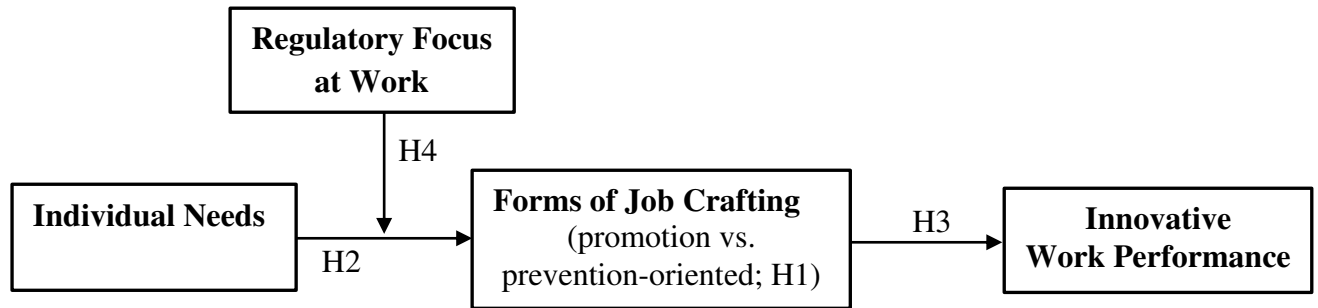 Regulatory Focus
at Work
H4
Individual Needs
H2
Forms of Job Crafting
(promotion vs.
prevention-oriented; H1)
H3
Innovative
Work Performance